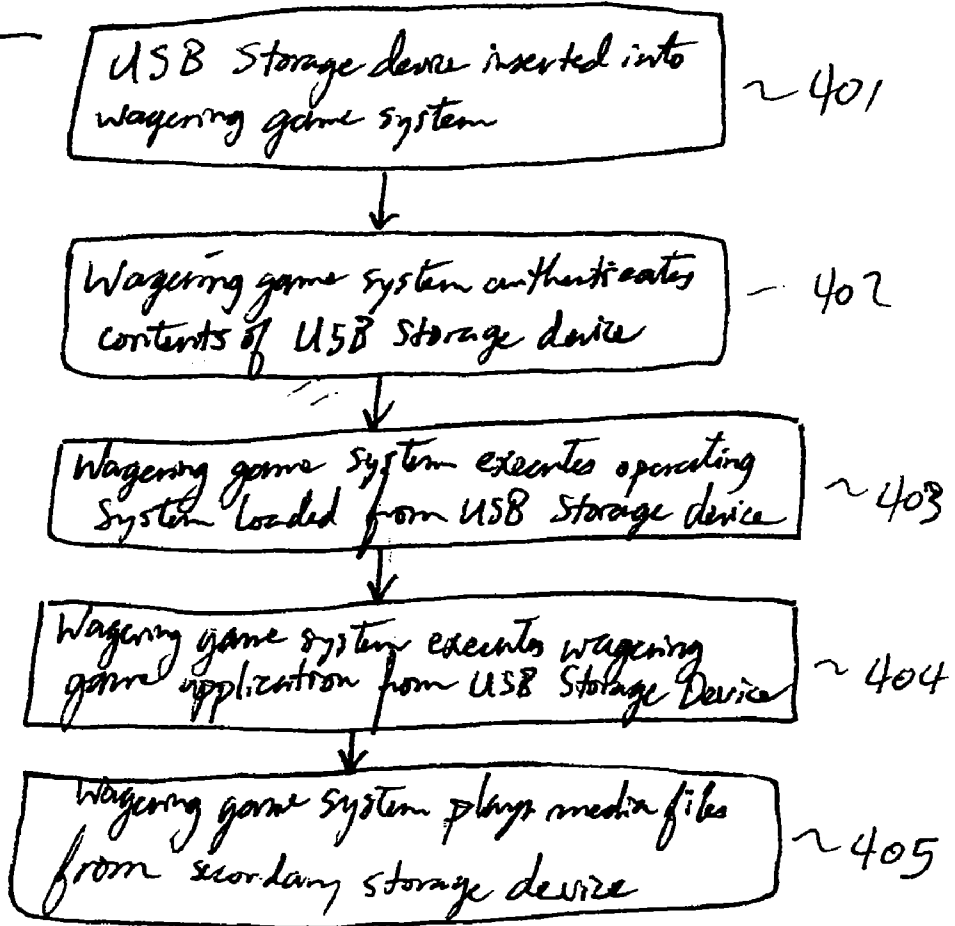 USB Storage device inserted into
wagering game system
~401
Wagering game system authenticates
contents of USB Storage device
- 402
Wagering game system executes operating
System loaded from USB Storage device
~403
Wagering game system executes wagering
game application from USB Storage Device
~404
Wagering game system plays media files
from secondary storage device
~405